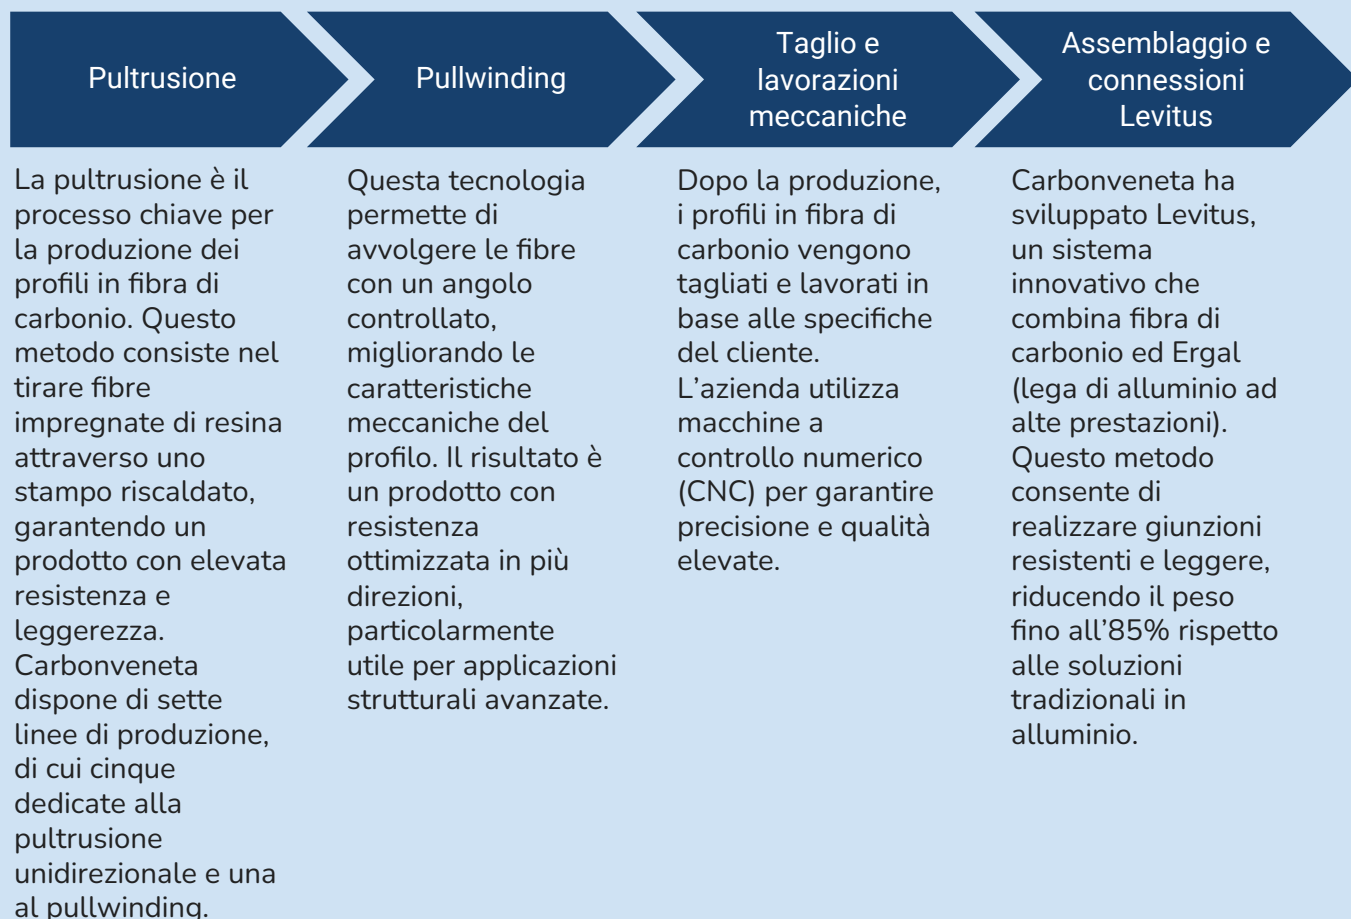 Pultrusione
Pullwinding
Taglio e
lavorazioni
meccaniche
Assemblaggio e
connessioni
Levitus
La pultrusione è il
processo chiave per
la produzione dei
profili in fibra di
carbonio. Questo
metodo consiste nel
tirare fibre
impregnate di resina
attraverso uno
stampo riscaldato,
garantendo un
prodotto con elevata
resistenza e
leggerezza.
Carbonveneta
dispone di sette
linee di produzione,
di cui cinque
dedicate alla
pultrusione
unidirezionale e una
al pullwinding.
Questa tecnologia
permette di
avvolgere le fibre
con un angolo
controllato,
migliorando le
caratteristiche
meccaniche del
profilo. Il risultato è
un prodotto con
resistenza
ottimizzata in più
direzioni,
particolarmente
utile per applicazioni
strutturali avanzate.
Dopo la produzione,
i profili in fibra di
carbonio vengono
tagliati e lavorati in
base alle specifiche
del cliente.
L’azienda utilizza
macchine a
controllo numerico
(CNC) per garantire
precisione e qualità
elevate.
Carbonveneta ha
sviluppato Levitus,
un sistema
innovativo che
combina fibra di
carbonio ed Ergal
(lega di alluminio ad
alte prestazioni).
Questo metodo
consente di
realizzare giunzioni
resistenti e leggere,
riducendo il peso
fino all’85% rispetto
alle soluzioni
tradizionali in
alluminio.